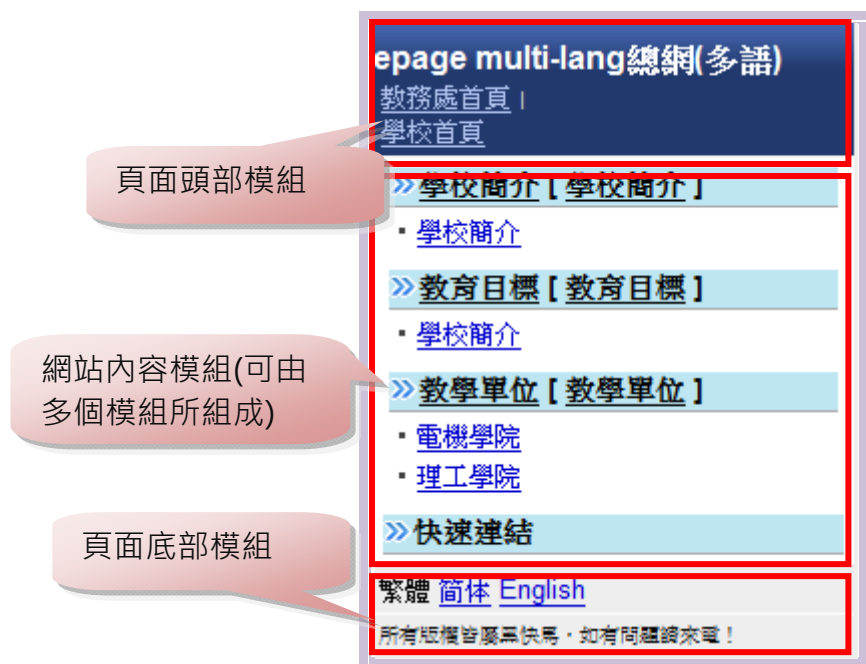 epage multi-lang總網(多語)
教務處首頁 |
學校首頁
頁面頭部模組
» 學校簡介 [ 學校簡介 ]
▪ 學校簡介
» 教育目標 [ 教育目標 ]
▪ 學校簡介
網站內容模組(可由
多個模組所組成)
» 教學單位 [ 教學單位 ]
▪ 電機學院
▪ 理工學院
» 快速連結
頁面底部模組
繁體 简体 English
所有版權皆屬黑快馬，如有問題請來電！